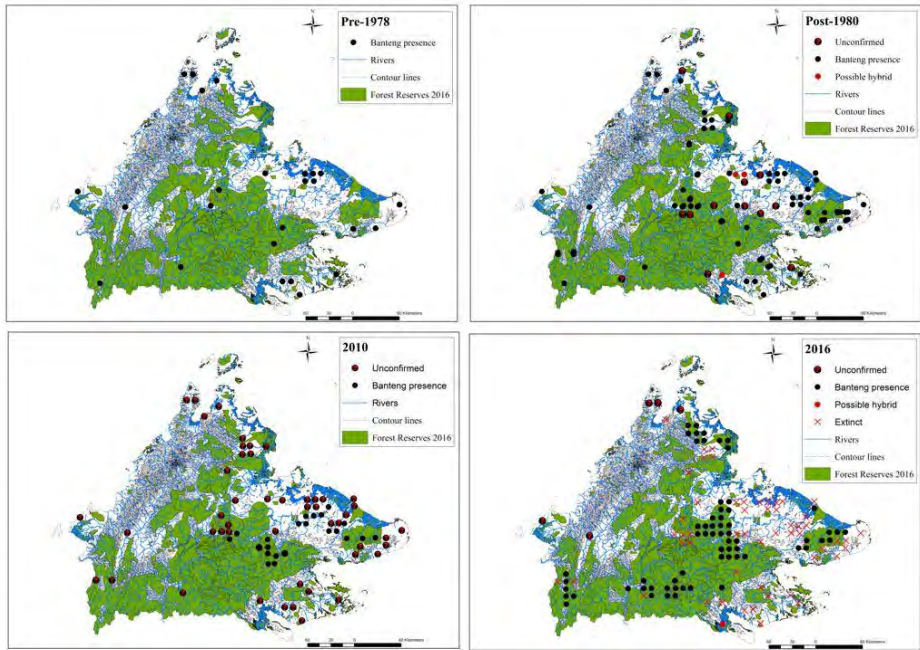 Pre-1978
N
Banteng presence
Rivers
Contour lines
Forest Reserves 2016
Post-1980
N
Unconfirmed
Banteng presence
Possible hybrid
Rivers
Contour lines
Forest Reserves 2016
2010
N
Unconfirmed
Banteng presence
Rivers
Contour lines
Forest Reserves 2016
2016
N
Unconfirmed
Banteng presence
Possible hybrid
Extinct
Rivers
Contour lines
Forest Reserves 2016